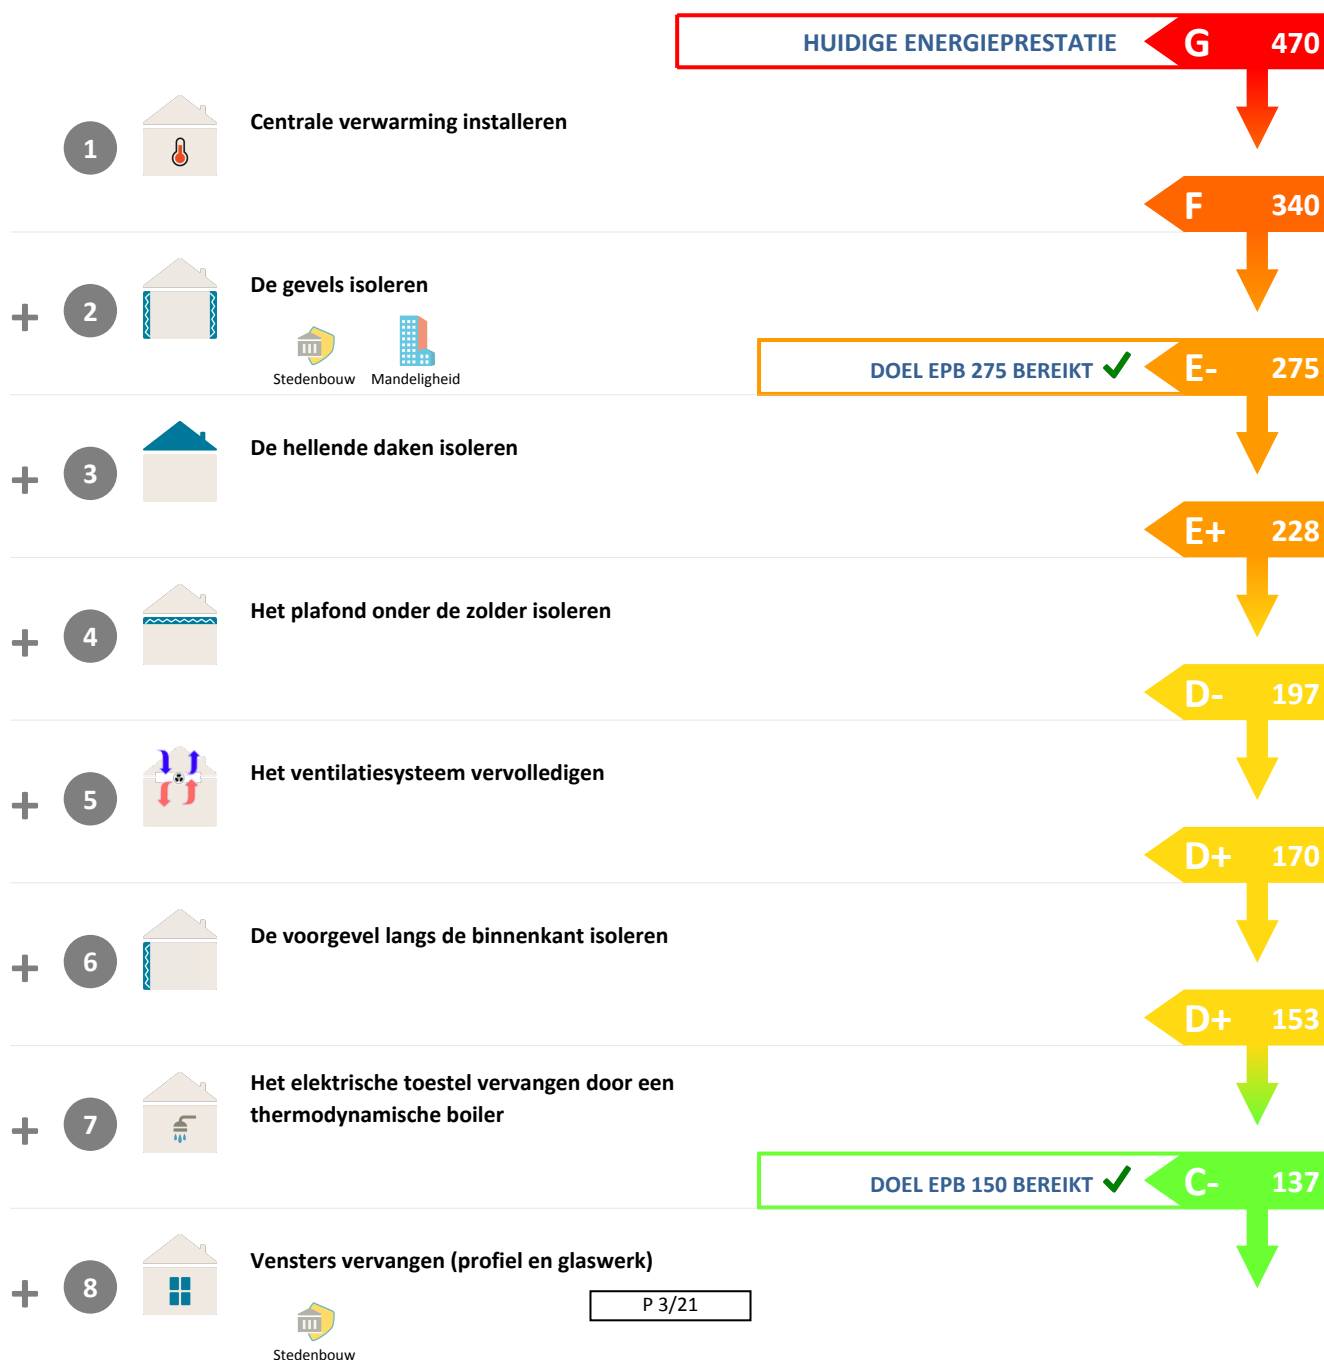 HUIDIGE ENERGIEPRESTATIE G 470
1 Centrale verwarming installeren
F 340
+ 2 De gevels isoleren
Stedenbouw Mandeligheid
DOEL EPB 275 BEREIKT E- 275
+ 3 De hellende daken isoleren
E+ 228
+ 4 Het plafond onder de zolder isoleren
D- 197
+ 5 Het ventilatiesysteem vervolledigen
D+ 170
+ 6 De voorgevel langs de binnenkant isoleren
D+ 153
+ 7 Het elektrische toestel vervangen door een
thermodynamische boiler
DOEL EPB 150 BEREIKT C- 137
+ 8 Vensters vervangen (profiel en glaswerk)
P 3/21
Stedenbouw